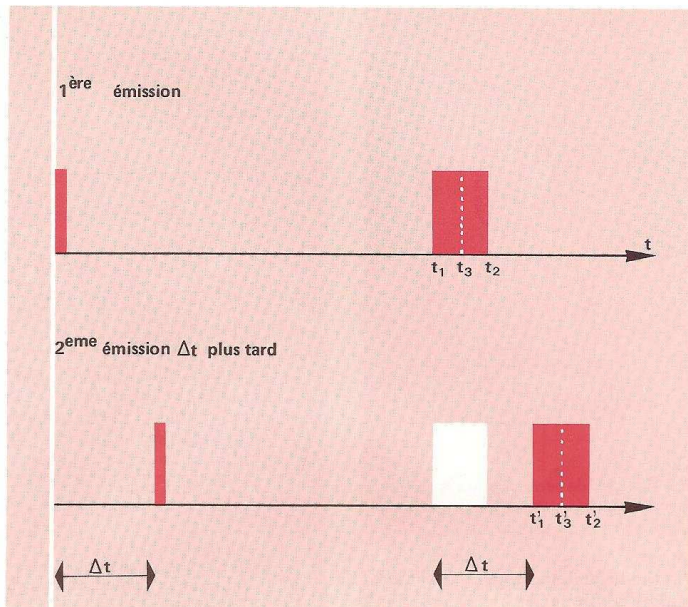 1ère émission
t
t1 t3 t2
2eme émission Δt plus tard
t'1 t'3 t'2
Δt Δt